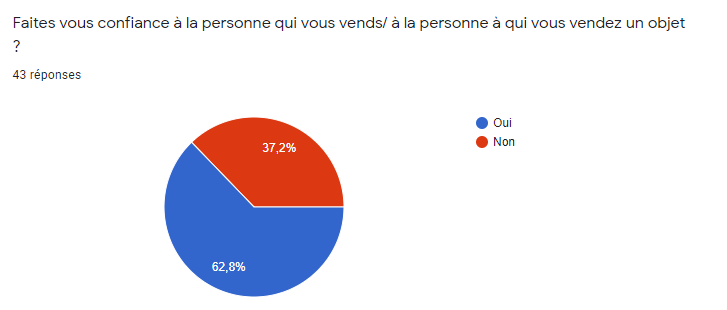 Faites vous confiance à la personne qui vous vends/ à la personne à qui vous vendez un objet
?
43 réponses
Oui
Non
37,2%
62,8%